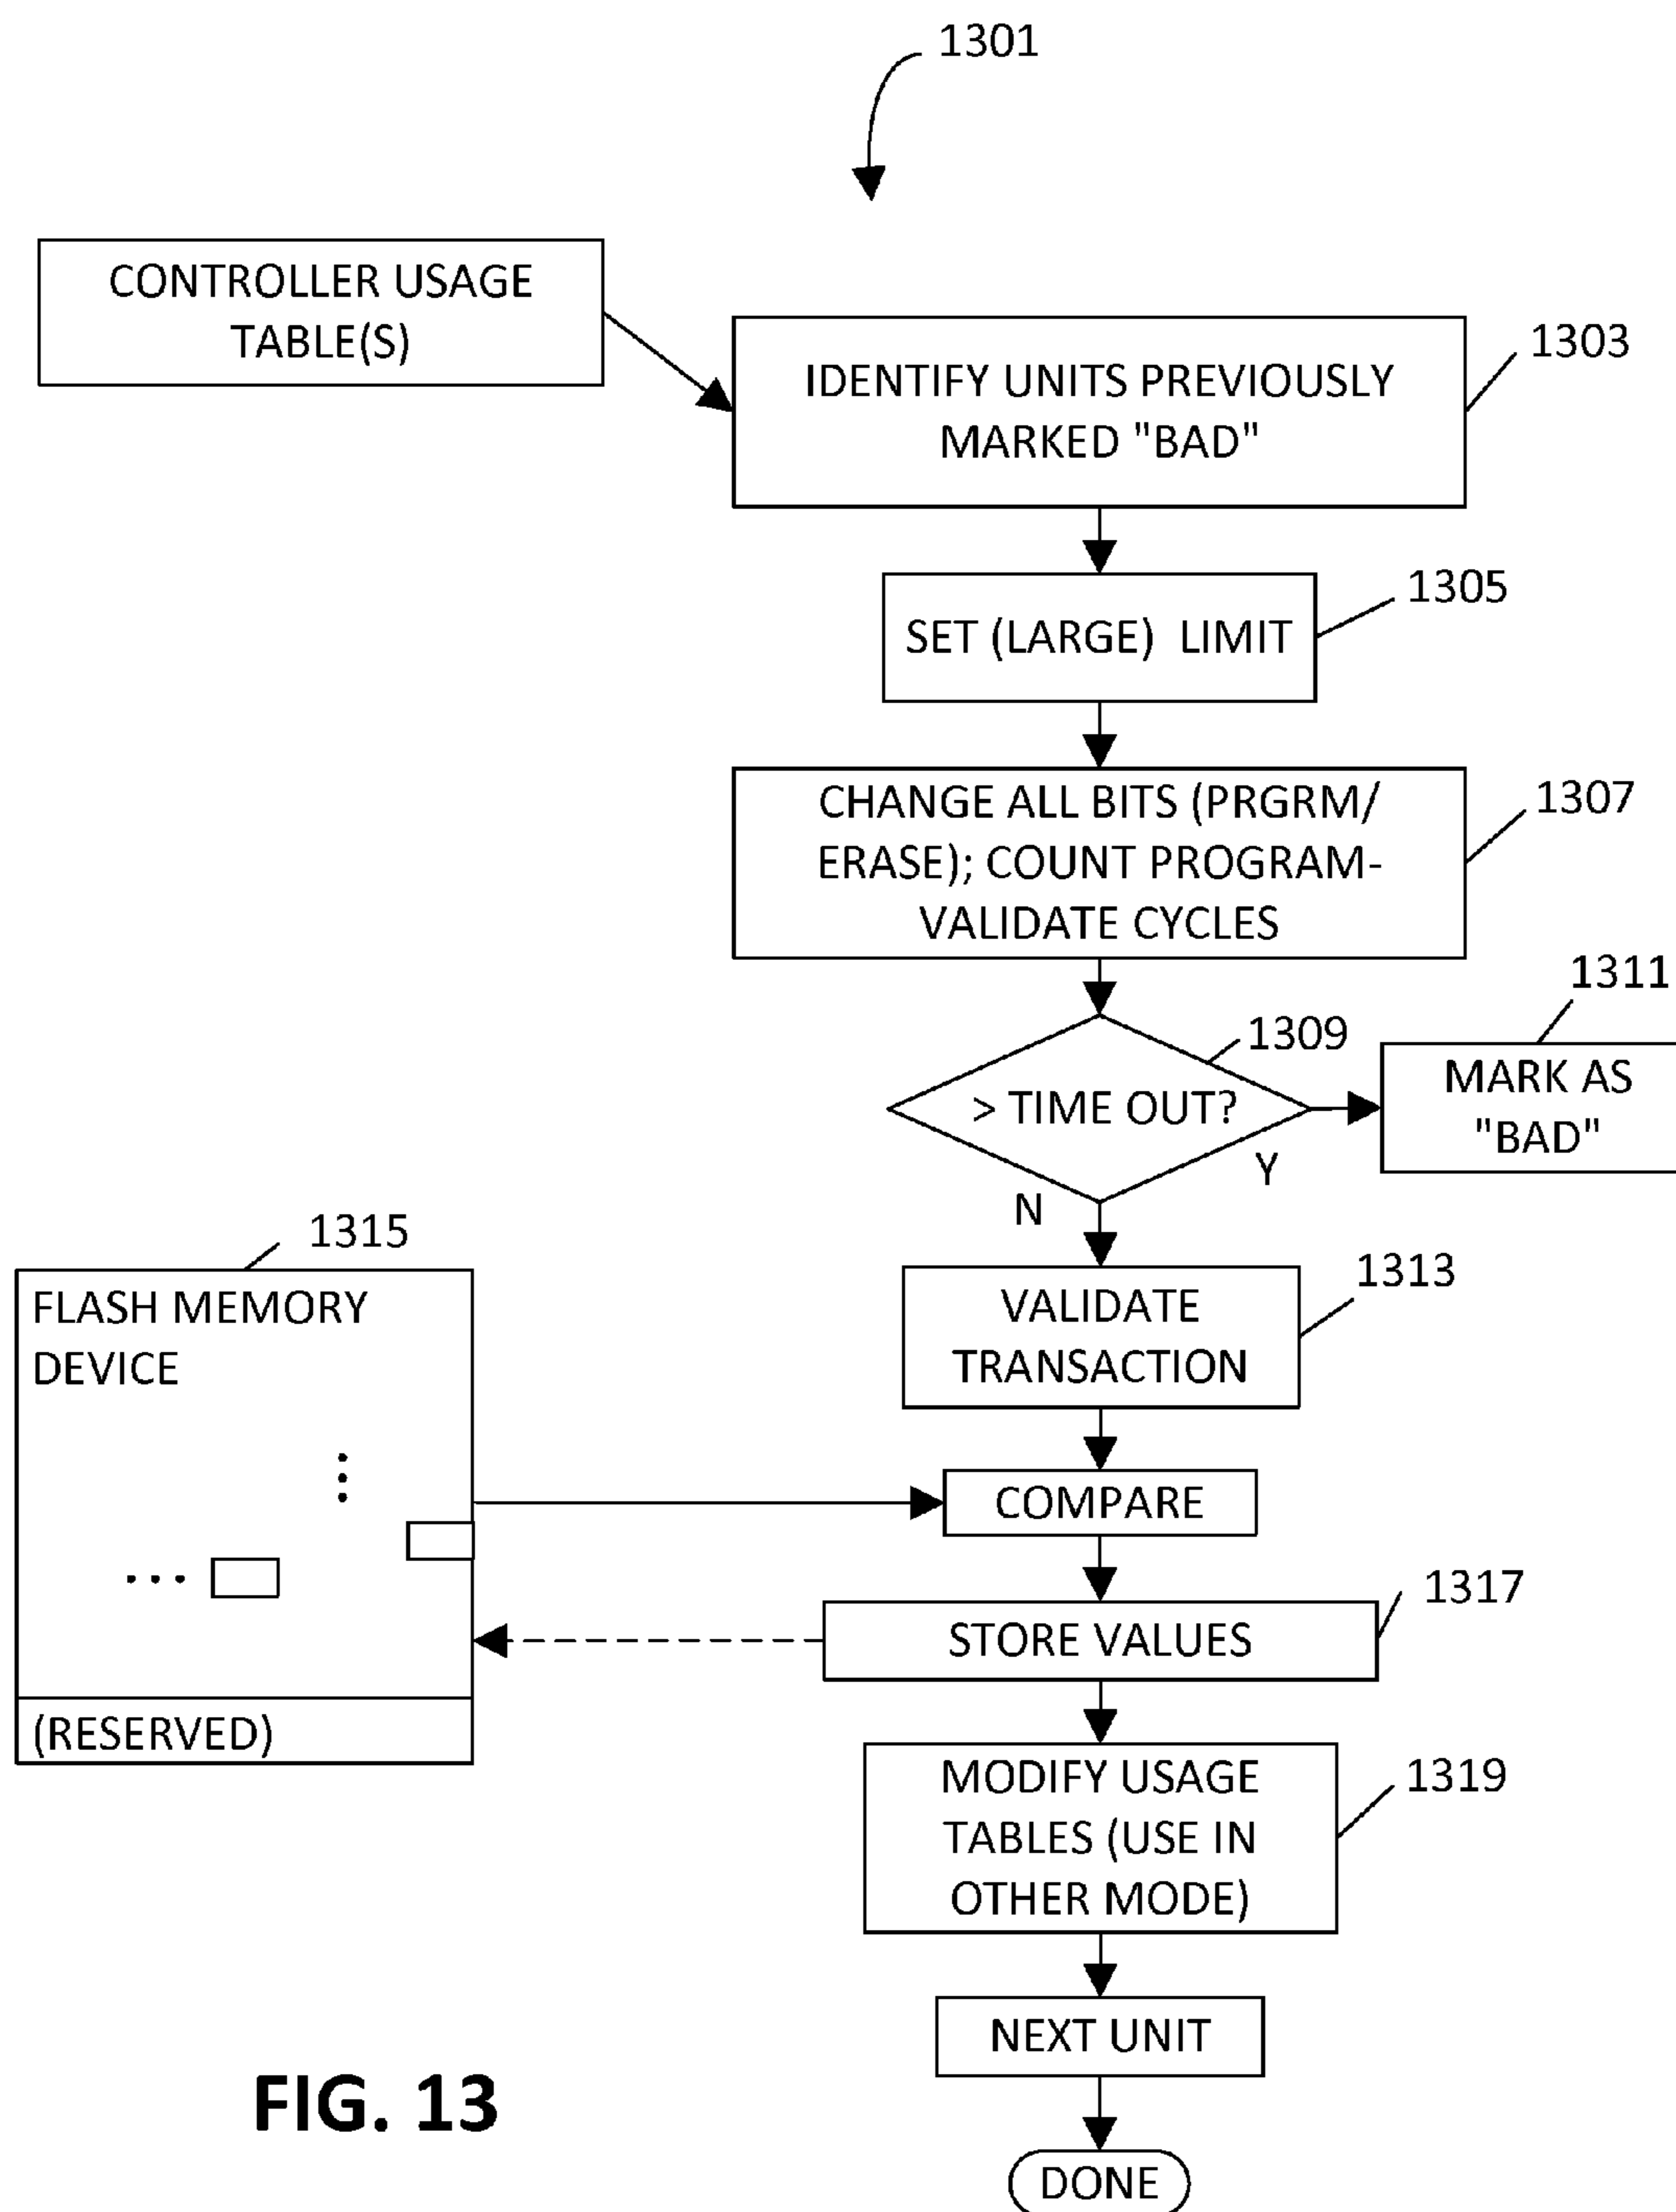 1301
CONTROLLER USAGE
TABLE(S)
IDENTIFY UNITS PREVIOUSLY
MARKED "BAD"
1303
SET (LARGE) LIMIT
1305
CHANGE ALL BITS (PRGRM/
ERASE); COUNT PROGRAM-
VALIDATE CYCLES
1307
> TIME OUT?
1309
Y
N
1311
MARK AS
"BAD"
VALIDATE
TRANSACTION
1313
1315
FLASH MEMORY
DEVICE
(RESERVED)
COMPARE
STORE VALUES
1317
MODIFY USAGE
TABLES (USE IN
OTHER MODE)
1319
NEXT UNIT
DONE
FIG. 13